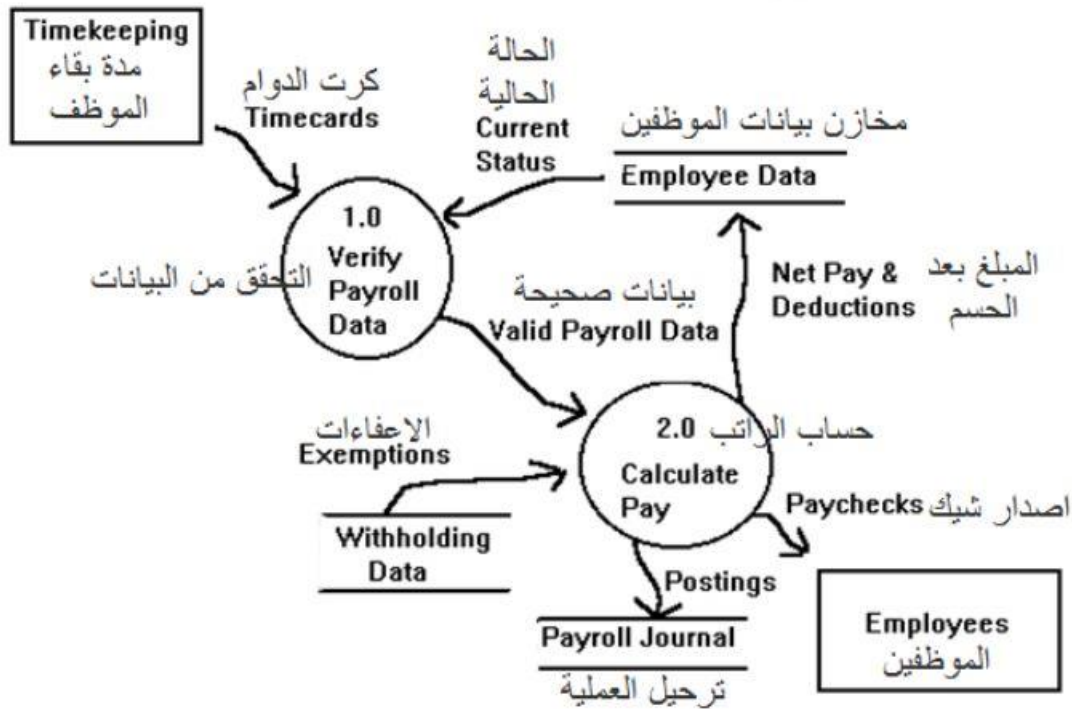 Timekeeping
مدة بقاء
الموظف
كرت الدوام
Timecards
الحالة
الحالية
Current
Status
مخازن بيانات الموظفين
Employee Data
1.0
Verify
Payroll
Data
التحقق من البيانات
بيانات صحيحة
Valid Payroll Data
Net Pay &
Deductions
المبلغ بعد
الحسم
2.0 حساب الراتب
Calculate
Pay
الاعفاءات
Exemptions
Withholding
Data
Paychecks اصدار شيك
Postings
Payroll Journal
ترحيل العملية
Employees
الموظفين